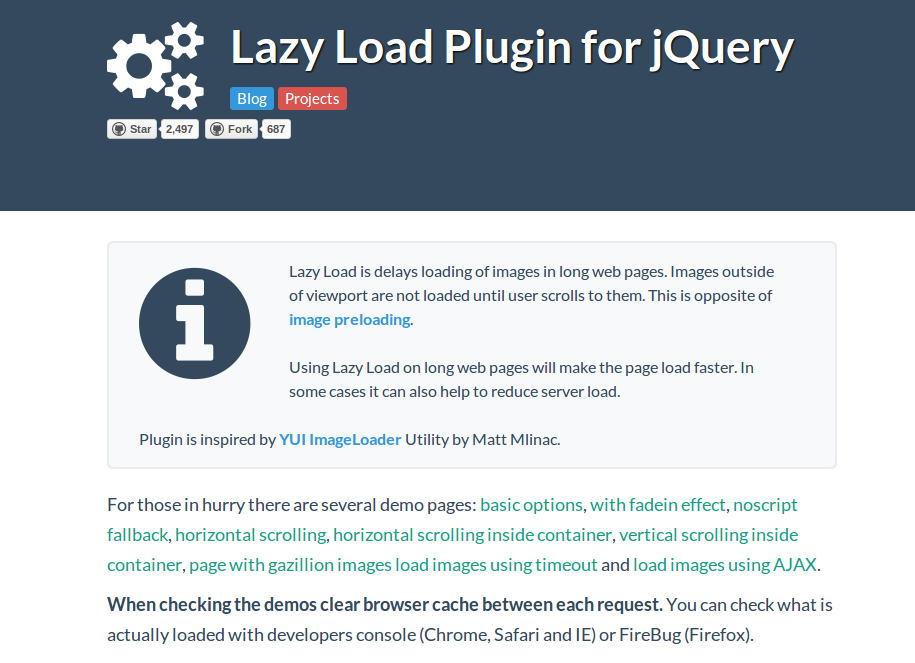 Lazy Load Plugin for jQuery
Blog Projects
Star 2,497 Fork 687
Lazy Load is delays loading of images in long web pages. Images outside
of viewport are not loaded until user scrolls to them. This is opposite of
image preloading.
Using Lazy Load on long web pages will make the page load faster. In
some cases it can also help to reduce server load.
Plugin is inspired by YUI ImageLoader Utility by Matt Mlinac.
For those in hurry there are several demo pages: basic options, with fadein effect, noscript
fallback, horizontal scrolling, horizontal scrolling inside container, vertical scrolling inside
container, page with gazillion images load images using timeout and load images using AJAX.
When checking the demos clear browser cache between each request. You can check what is
actually loaded with developers console (Chrome, Safari and IE) or FireBug (Firefox).